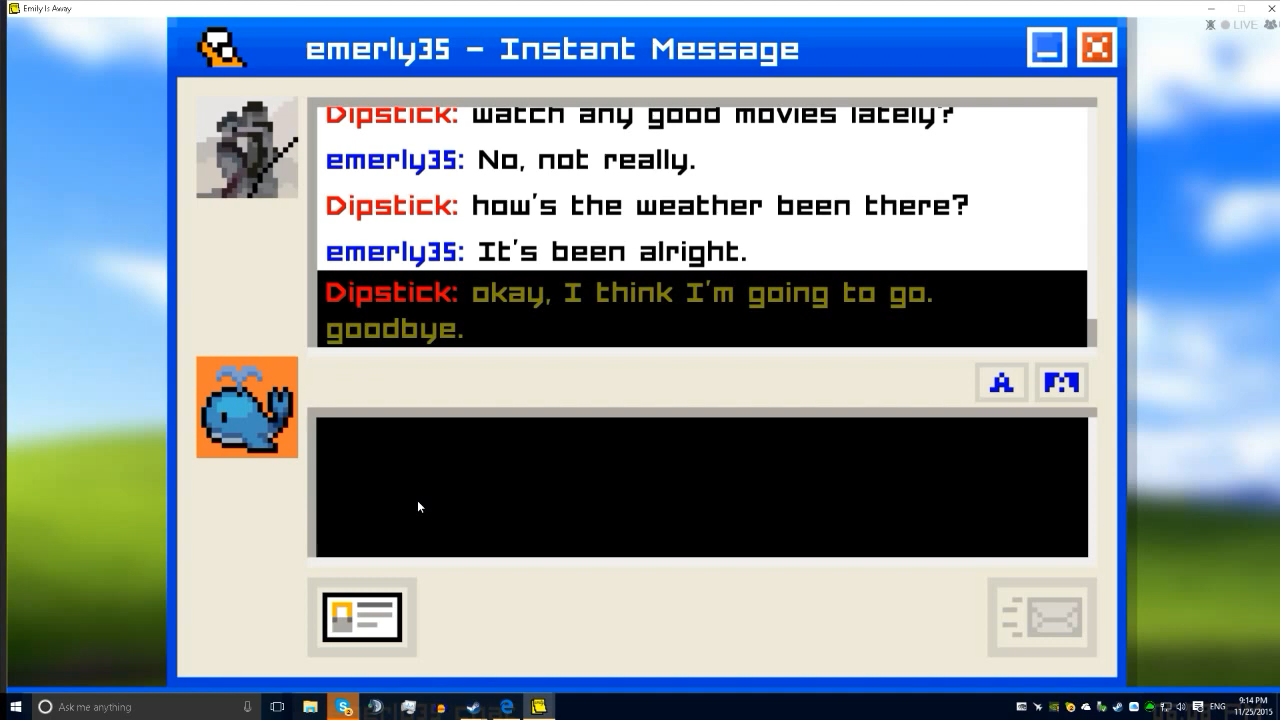 Emily Is Away
LIVE
emerly35 - Instant Message
Dipstick: watch any good movies lately?
emerly35: No, not really.
Dipstick: how's the weather been there?
emerly35: It's been alright.
Dipstick: okay, I think I'm going to go.
goodbye.
A
Ask me anything
ENG
9:14 PM
11/25/2015